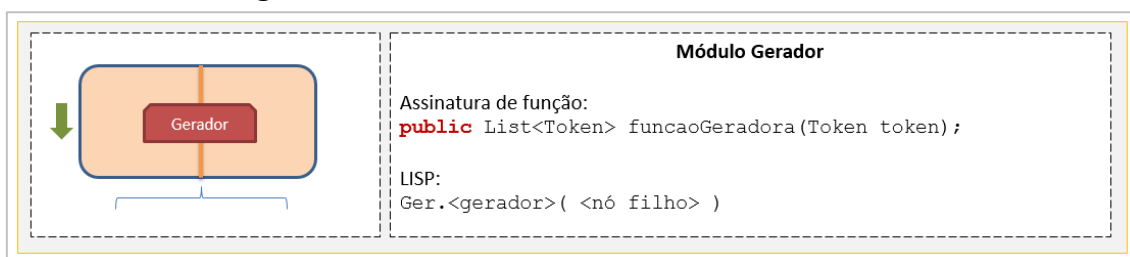 Gerador
Módulo Gerador
Assinatura de função:
public List<Token> funcaoGeradora(Token token);
LISP:
Ger.<gerador>( <nó filho> )